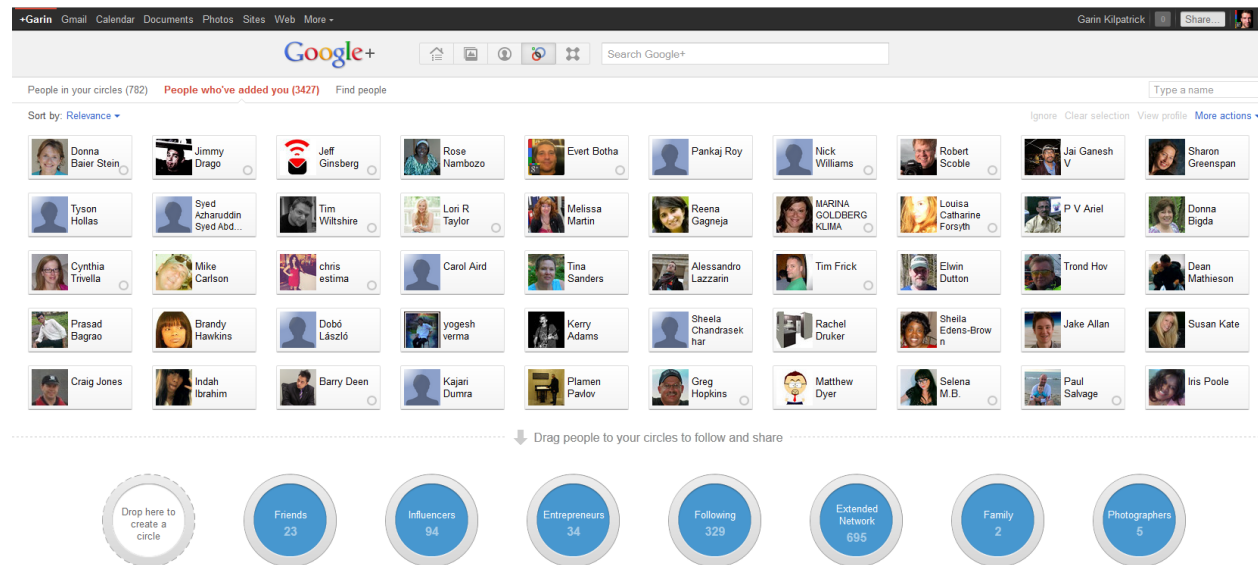 +Garin Gmail Calendar Documents Photos Sites Web More
Garin Kilpatrick 0 Share...
Google+
Search Google+
People in your circles (782) People who've added you (3427) Find people
Type a name
Sort by: Relevance
Ignore Clear selection View profile More actions
Donna
Baier Stein
Jimmy
Drago
Jeff
Ginsberg
Rose
Nambozo
Evert Botha
Pankaj Roy
Nick
Williams
Robert
Scoble
Jai Ganesh
V
Sharon
Greenspan
Tyson
Hollas
Syed
Azharuddin
Syed Abd...
Tim
Wiltshire
Lori R
Taylor
Melissa
Martin
Reena
Gagneja
MARINA
GOLDBERG
KLIMA
Louisa
Catharine
Forsyth
P V Ariel
Donna
Bigda
Cynthia
Trivella
Mike
Carlson
chris
estima
Carol Aird
Tina
Sanders
Alessandro
Lazzarin
Tim Frick
Elwin
Dutton
Trond Hov
Dean
Mathieson
Prasad
Bagrao
Brandy
Hawkins
Dobó
László
yogesh
verma
Kerry
Adams
Sheela
Chandrasek
har
Rachel
Druker
Sheila
Edens-Brow
n
Jake Allan
Susan Kate
Craig Jones
Indah
Ibrahim
Barry Deen
Kajari
Dumra
Plamen
Pavlov
Greg
Hopkins
Matthew
Dyer
Selena
M.B.
Paul
Salvage
Iris Poole
Drag people to your circles to follow and share
Drop here to
create a
circle
Friends
23
Influencers
94
Entrepreneurs
34
Following
329
Extended
Network
695
Family
2
Photographers
5